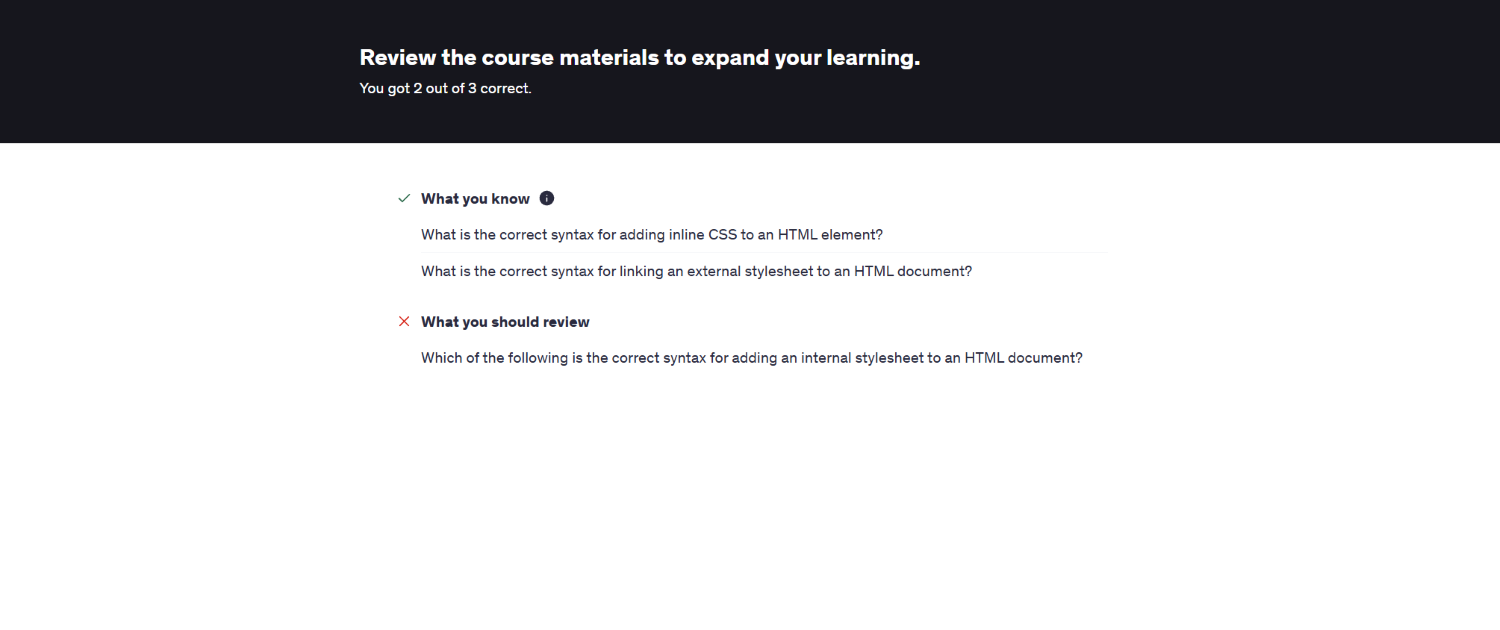 Review the course materials to expand your learning.
You got 2 out of 3 correct.
What you know
What is the correct syntax for adding inline CSS to an HTML element?
What is the correct syntax for linking an external stylesheet to an HTML document?
What you should review
Which of the following is the correct syntax for adding an internal stylesheet to an HTML document?